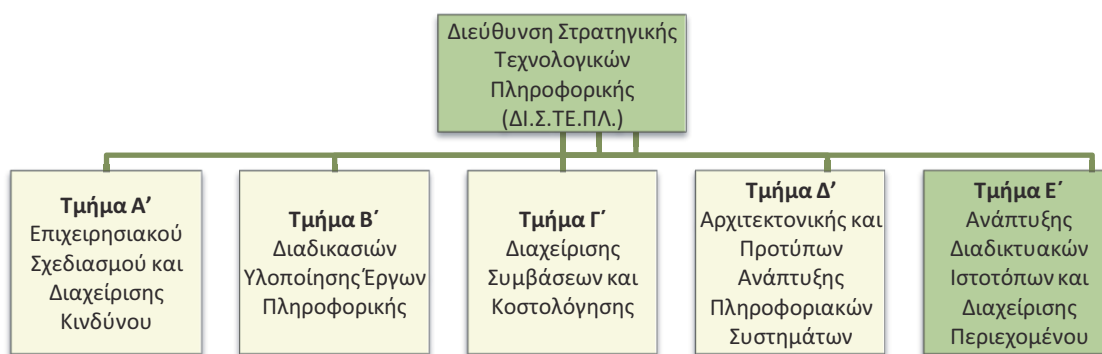 Διεύθυνση Στρατηγικής
Τεχνολογικών
Πληροφορικής
(ΔΙ.Σ.ΤΕ.ΠΛ.)
Τμήμα Α’
Επιχειρησιακού
Σχεδιασμού και
Διαχείρισης
Κινδύνου
Τμήμα Β΄
Διαδικασιών
Υλοποίησης Έργων
Πληροφορικής
Τμήμα Γ΄
Διαχείρισης
Συμβάσεων και
Κοστολόγησης
Τμήμα Δ’
Αρχιτεκτονικής και
Προτύπων
Ανάπτυξης
Πληροφοριακών
Συστημάτων
Τμήμα Ε΄
Ανάπτυξης
Διαδικτυακών
Ιστοτόπων και
Διαχείρισης
Περιεχομένου